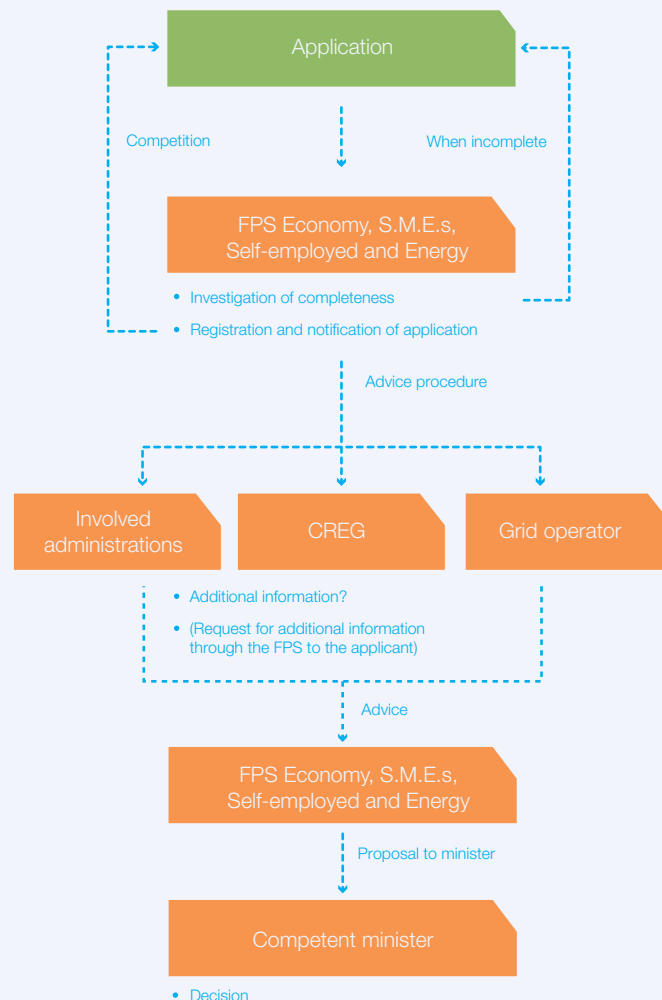 Application
Competition
When incomplete
FPS Economy, S.M.E.s,
Self-employed and Energy
• Investigation of completeness
• Registration and notification of application
Advice procedure
Involved
administrations
CREG
Grid operator
• Additional information?
• (Request for additional information
through the FPS to the applicant)
Advice
FPS Economy, S.M.E.s,
Self-employed and Energy
Proposal to minister
Competent minister
• Decision